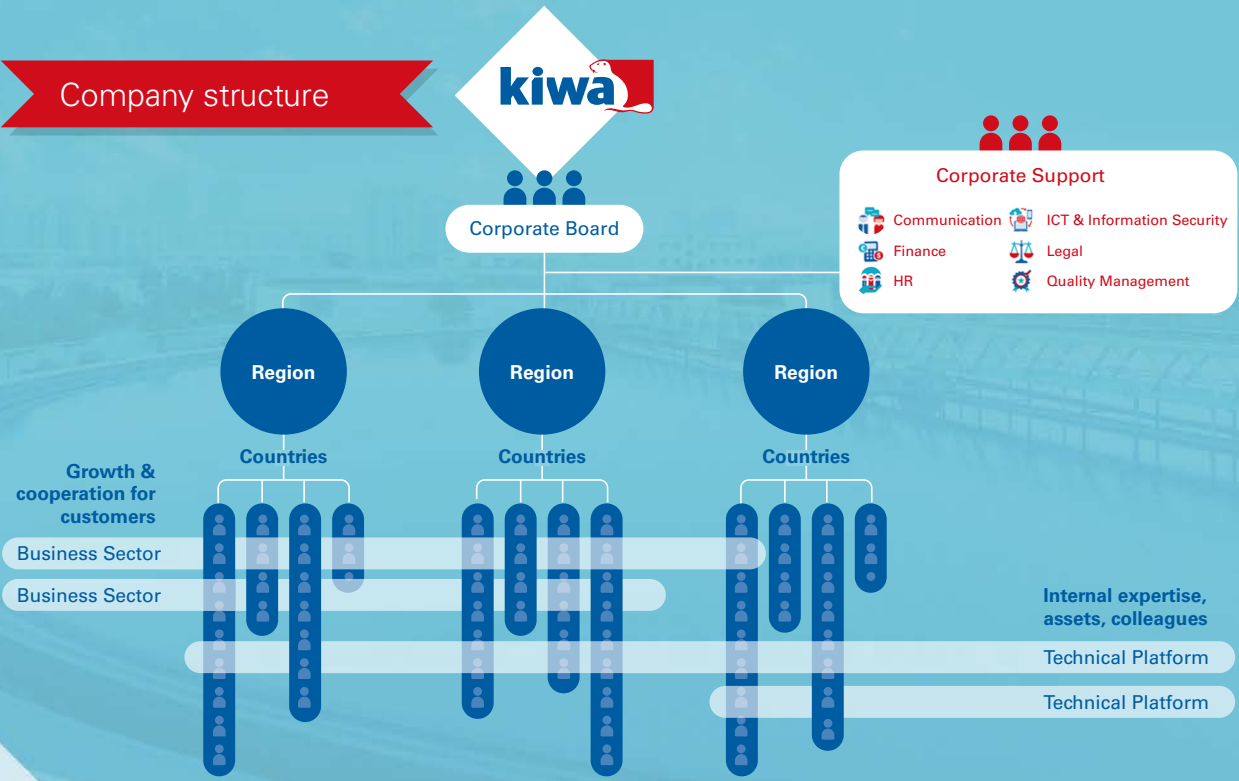 Company structure
kiwa
Corporate Board
Corporate Support
Communication
ICT & Information Security
Finance
Legal
HR
Quality Management
Region
Region
Region
Countries
Countries
Countries
Growth &
cooperation for
customers
Business Sector
Business Sector
Internal expertise,
assets, colleagues
Technical Platform
Technical Platform